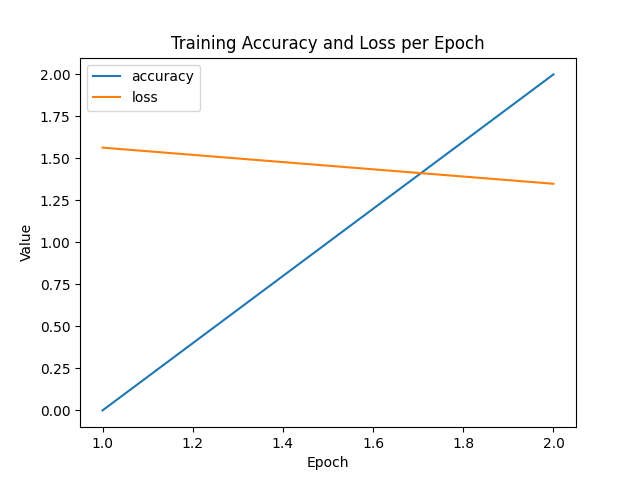 Training Accuracy and Loss per Epoch
accuracy
loss
2.00
1.75
1.50
1.25
1.00
0.75
0.50
0.25
0.00
Value
1.0 1.2 1.4 1.6 1.8 2.0
Epoch